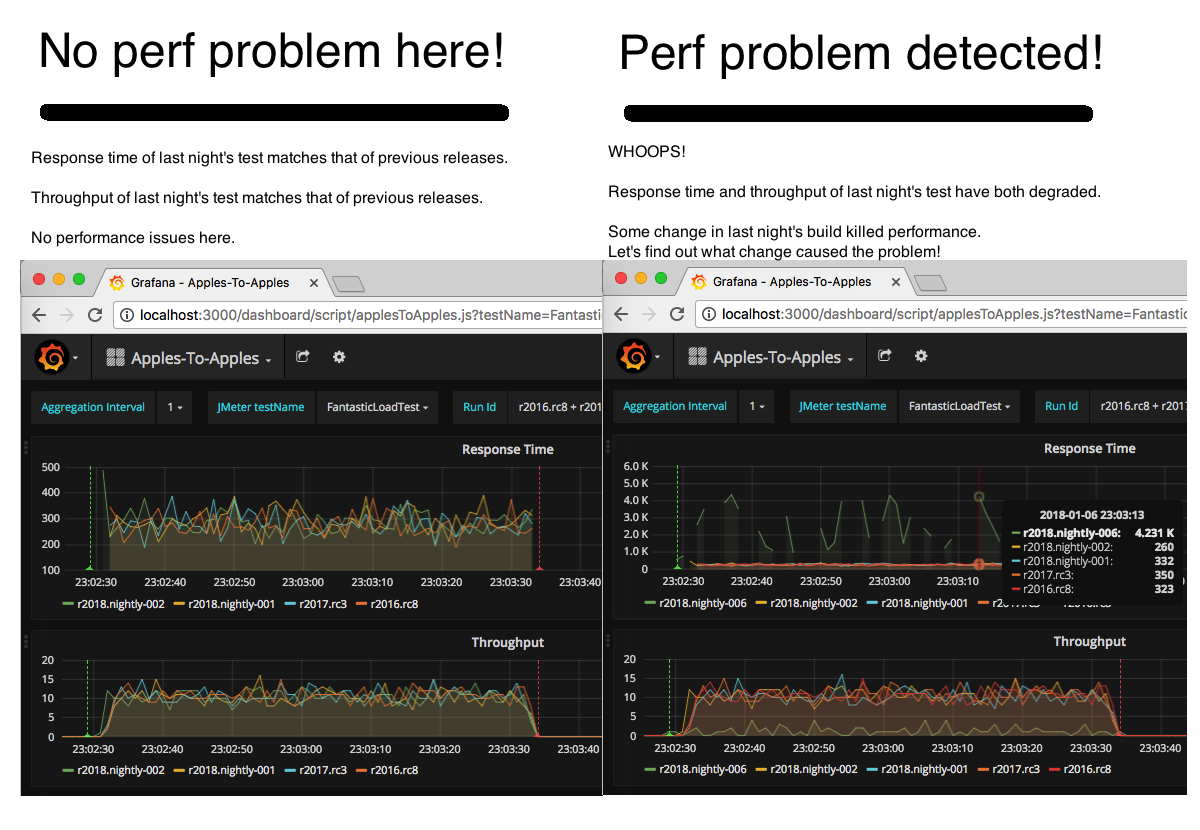 No perf problem here!
Response time of last night's test matches that of previous releases.
Throughput of last night's test matches that of previous releases.
No performance issues here.
Grafana - Apples-To-Apples
localhost:3000/dashboard/script/applesToApples.js?testName=Fantasti
Apples-To-Apples
Aggregation Interval 1 JMeter testName FantasticLoadTest Run Id r2016.rc8 + r201
Response Time
500
400
300
200
100
23:02:30 23:02:40 23:02:50 23:03:00 23:03:10 23:03:20 23:03:30 23:03:40
r2018.nightly-002 r2018.nightly-001 r2017.rc3 r2016.rc8
Throughput
20
15
10
5
0
23:02:30 23:02:40 23:02:50 23:03:00 23:03:10 23:03:20 23:03:30 23:03:40
r2018.nightly-002 r2018.nightly-001 r2017.rc3 r2016.rc8
Perf problem detected!
WHOOPS!
Response time and throughput of last night's test have both degraded.
Some change in last night's build killed performance.
Let's find out what change caused the problem!
Grafana - Apples-To-Apples
localhost:3000/dashboard/script/applesToApples.js?testName=Fantastic
Apples-To-Apples
Aggregation Interval 1 JMeter testName FantasticLoadTest Run Id r2016.rc8 + r2017
Response Time
6.0 K
5.0 K
4.0 K
3.0 K
2.0 K
1.0 K
0
23:02:30 23:02:40 23:02:50 23:03:00 23:03:10
2018-01-06 23:03:13
r2018.nightly-006: 4.231 K
r2018.nightly-002: 260
r2018.nightly-001: 332
r2017.rc3: 350
r2016.rc8: 323
r2018.nightly-006 r2018.nightly-002 r2018.nightly-001 r2017.rc3 r2016.rc8
Throughput
20
15
10
5
0
23:02:30 23:02:40 23:02:50 23:03:00 23:03:10 23:03:20 23:03:30 23:03:40
r2018.nightly-006 r2018.nightly-002 r2018.nightly-001 r2017.rc3 r2016.rc8